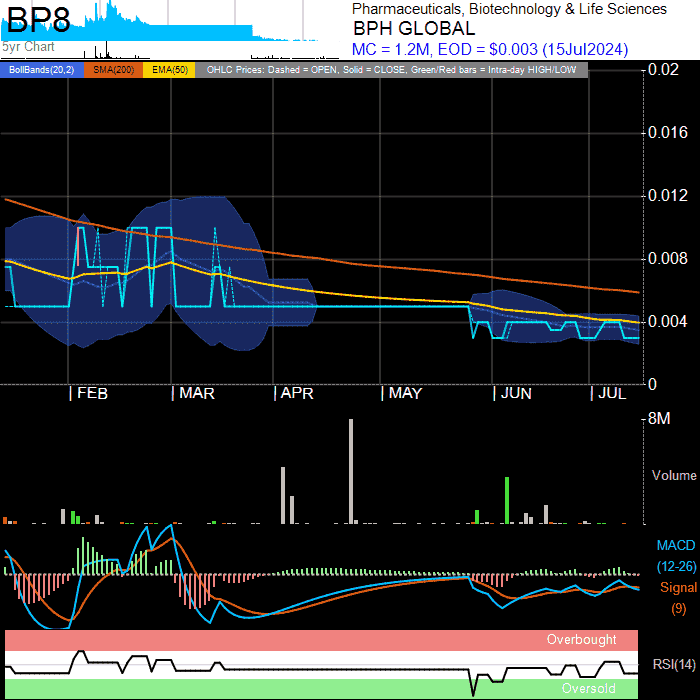 BP8
5yr Chart
Pharmaceuticals, Biotechnology & Life Sciences
BPH GLOBAL
MC = 1.2M, EOD = $0.003 (15Jul2024)
BollBands(20,2) SMA(200) EMA(50) OHLC Prices: Dashed = OPEN, Solid = CLOSE, Green/Red bars = Intra-day HIGH/LOW
0.02
0.016
0.012
0.008
0.004
0
FEB MAR APR MAY JUN JUL
8M
Volume
MACD
(12-26)
Signal
(9)
Overbought
RSI(14)
Oversold